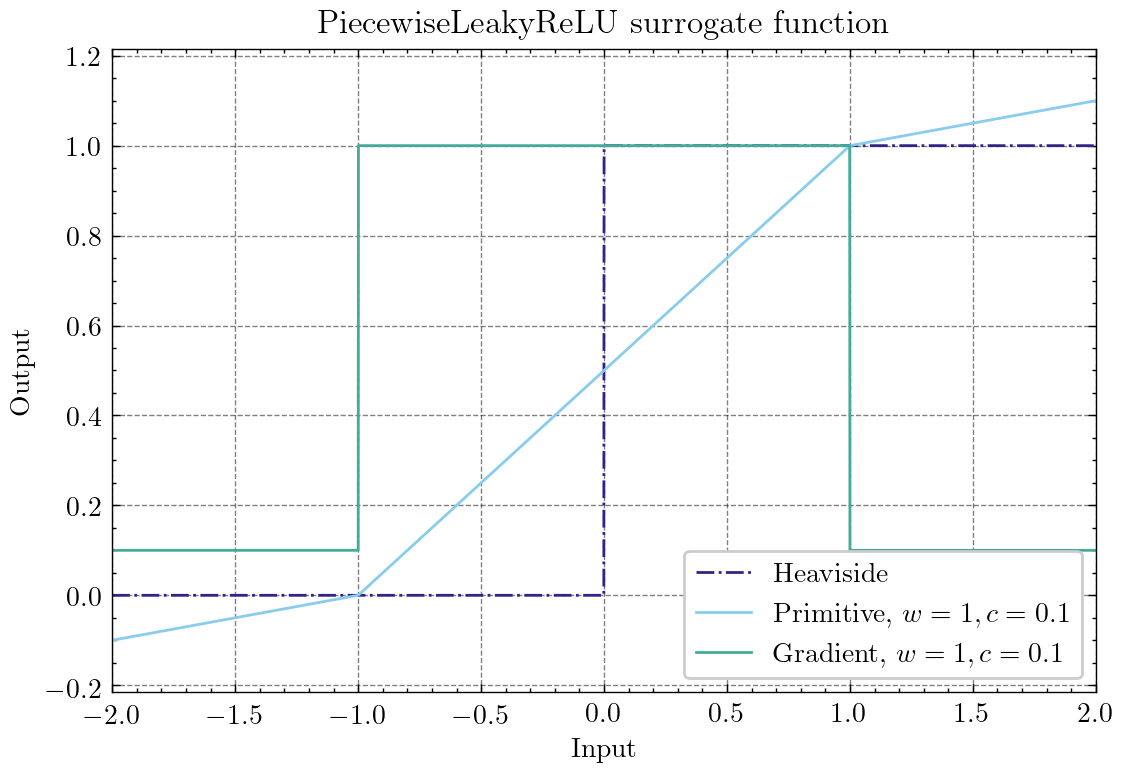 PiecewiseLeakyReLU surrogate function
1.2
1.0
0.8
0.6
0.4
0.2
0.0
−0.2
Output
Heaviside
Primitive, w = 1, c = 0.1
Gradient, w = 1, c = 0.1
−2.0 −1.5 −1.0 −0.5 0.0 0.5 1.0 1.5 2.0
Input